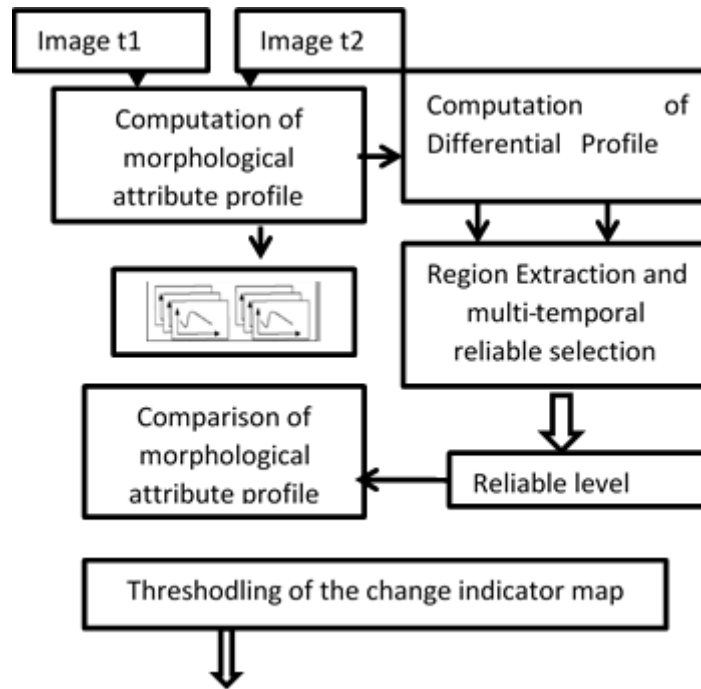 Image t1
Image t2
Computation of
morphological
attribute profile
Computation of
Differential Profile
Region Extraction and
multi-temporal
reliable selection
Comparison of
morphological
attribute profile
Reliable level
Threshodling of the change indicator map